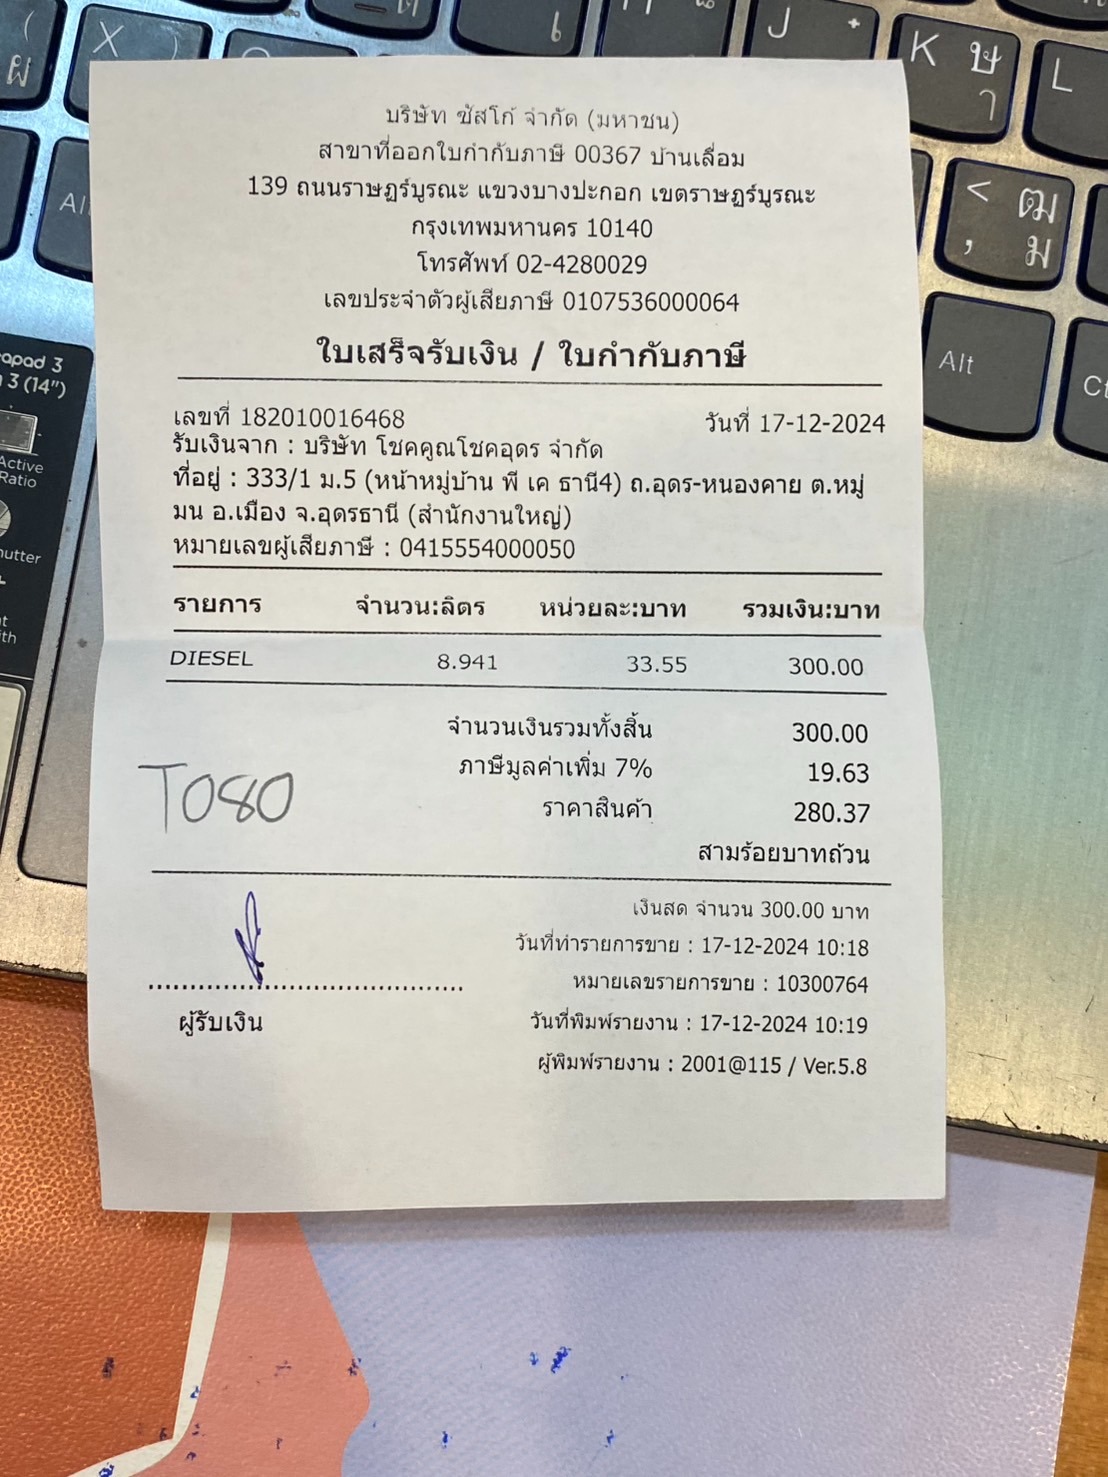 บริษัท ซัสโก้ จำกัด (มหาชน)
สาขาที่ออกใบกำกับภาษี 00367 บ้านเลื่อม
139 ถนนราษฎร์บูรณะ แขวงบางปะกอก เขตราษฎร์บูรณะ
กรุงเทพมหานคร 10140
โทรศัพท์ 02-4280029
เลขประจำตัวผู้เสียภาษี 0107536000064
ใบเสร็จรับเงิน / ใบกำกับภาษี
เลขที่ 182010016468 วันที่ 17-12-2024
รับเงินจาก : บริษัท โชคคูณโชคอุดร จำกัด
ที่อยู่ : 333/1 ม.5 (หน้าหมู่บ้าน พี เค ธานี4) ถ.อุดร-หนองคาย ต.หมู่
มน อ.เมือง จ.อุดรธานี (สำนักงานใหญ่)
หมายเลขผู้เสียภาษี : 0415554000050
รายการ จำนวน:ลิตร หน่วยละ:บาท รวมเงิน:บาท
DIESEL 8.941 33.55 300.00
จำนวนเงินรวมทั้งสิ้น 300.00
ภาษีมูลค่าเพิ่ม 7% 19.63
T080
ราคาสินค้า 280.37
สามร้อยบาทถ้วน
เงินสด จำนวน 300.00 บาท
วันที่ทำรายการขาย : 17-12-2024 10:18
หมายเลขรายการขาย : 10300764
ผู้รับเงิน
วันที่พิมพ์รายงาน : 17-12-2024 10:19
ผู้พิมพ์รายงาน : 2001@115 / Ver.5.8
X
J
K ษ
า
L
< ฒ
, ม
Alt
Alt
Ct
apad 3
3 (14")
Active
Ratio